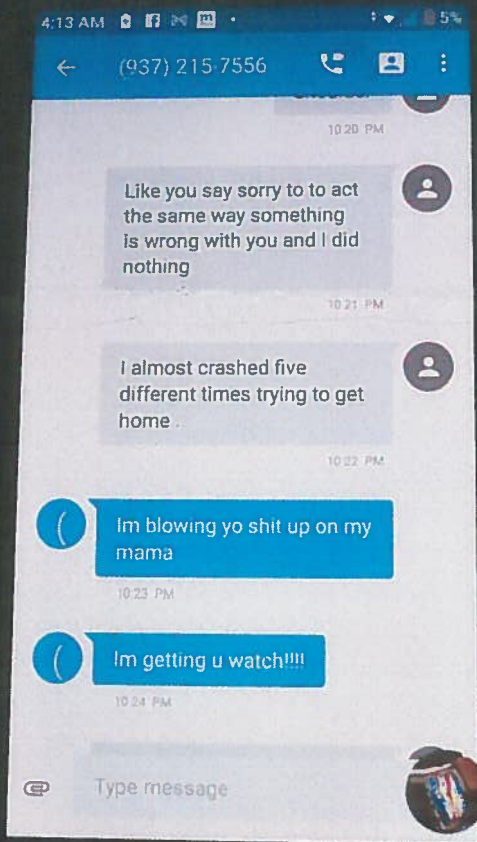 4:13 AM
5%
(937) 215-7556
10:20 PM
Like you say sorry to to act
the same way something
is wrong with you and I did
nothing
10:21 PM
I almost crashed five
different times trying to get
home .
10:22 PM
Im blowing yo shit up on my
mama
10:23 PM
Im getting u watch!!!!
10:24 PM
Type message